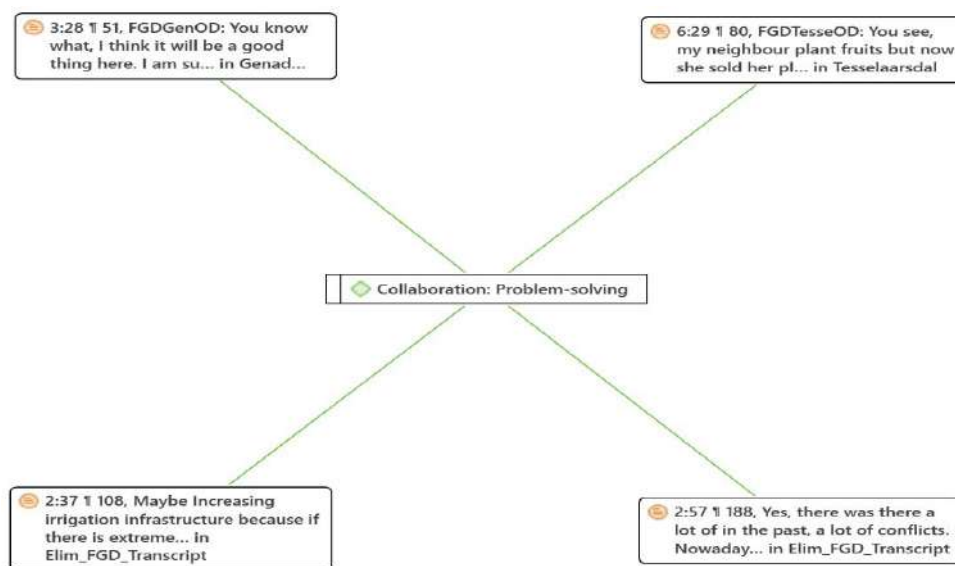 3:28 ¶ 51, FGDGenOD: You know
what, I think it will be a good
thing here. I am su... in Genad...
6:29 ¶ 80, FGDTesseOD: You see,
my neighbour plant fruits but now
she sold her pl... in Tesselaarsdal
Collaboration: Problem-solving
2:37 ¶ 108, Maybe Increasing
irrigation infrastructure because if
there is extreme... in
Elim_FGD_Transcript
2:57 ¶ 188, Yes, there was there a
lot of in the past, a lot of conflicts.
Nowaday... in Elim_FGD_Transcript